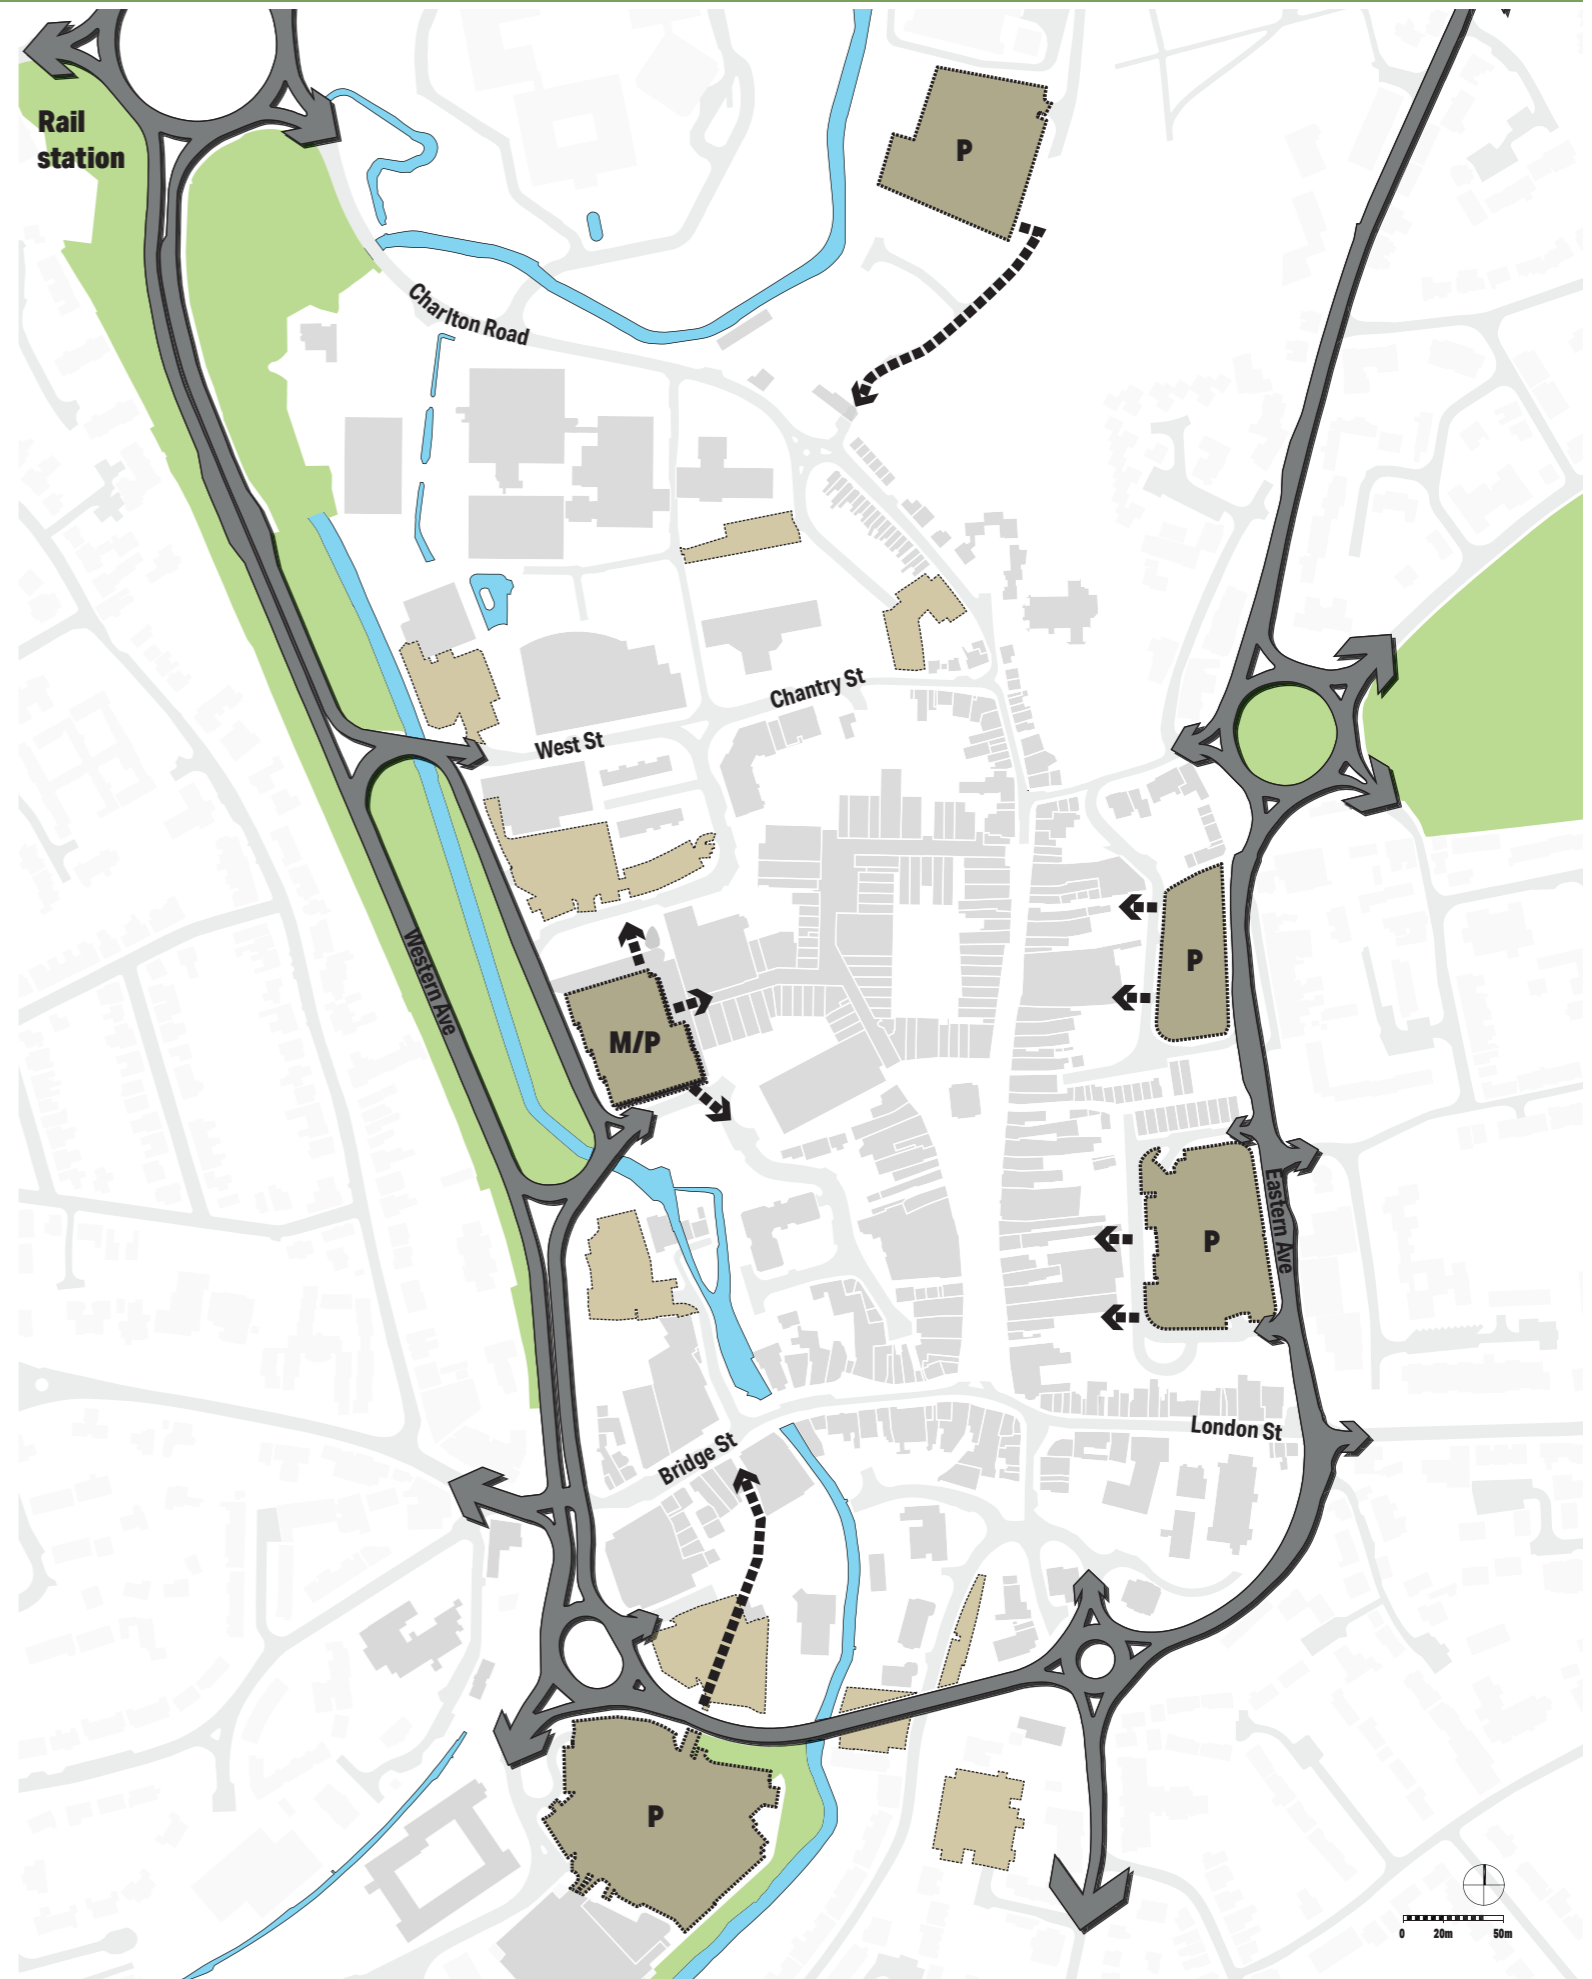 Rail
station
P
Charlton Road
Chantry St
West St
P
Western Ave
M/P
Eastern Ave
P
London St
Bridge St
P
0 20m 50m